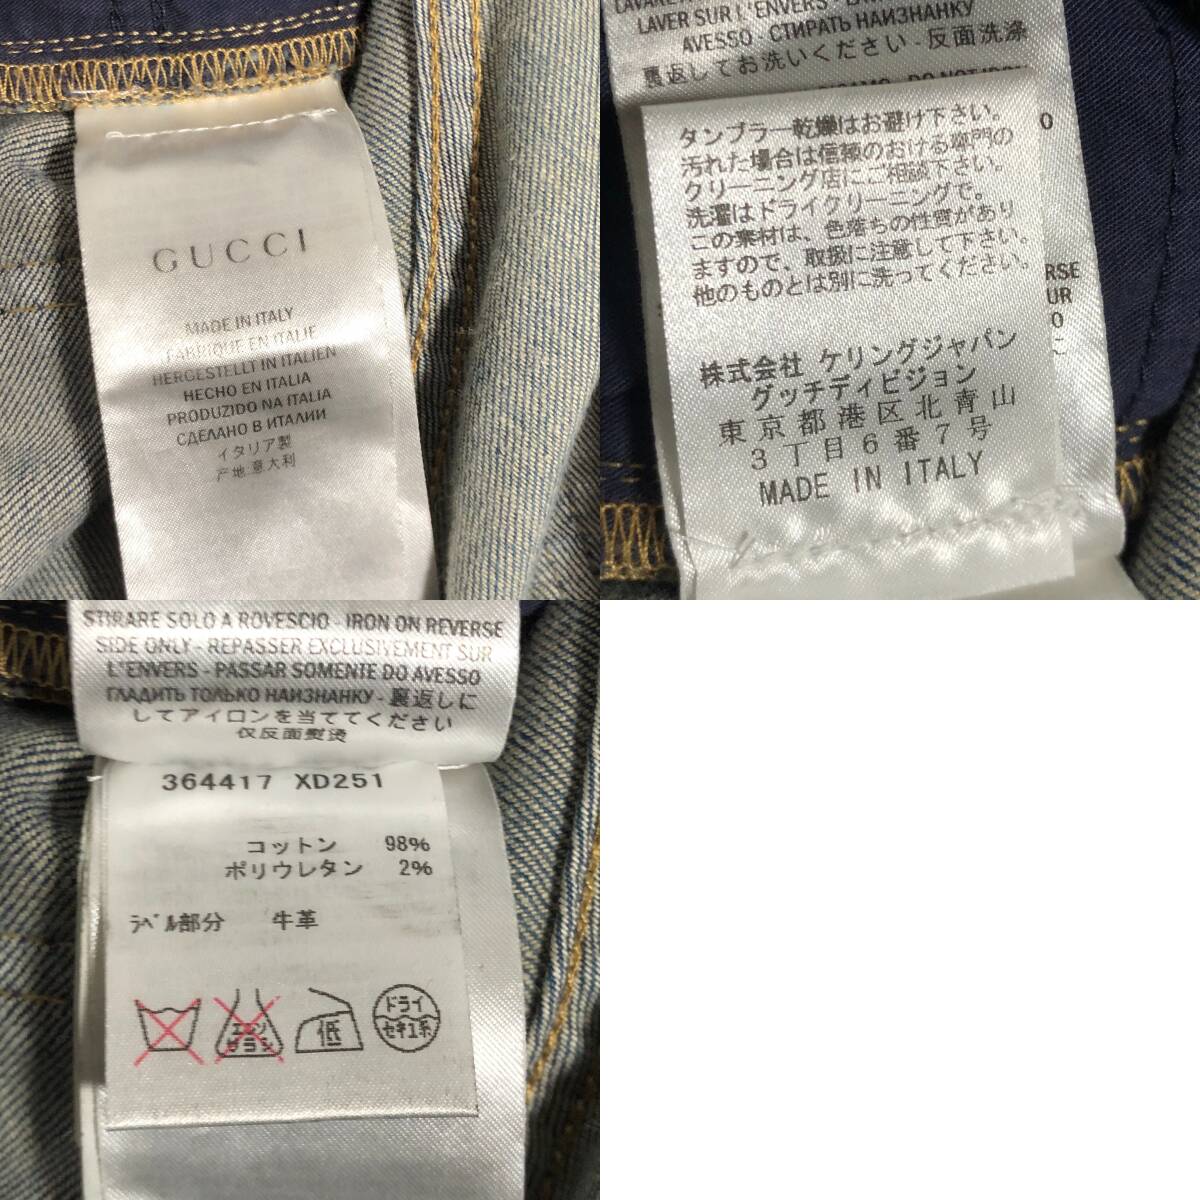 GUCCI
MADE IN ITALY
FABRIQUÉ EN ITALIE
HERGESTELLT IN ITALIEN
HECHO EN ITALIA
PRODUZIDO NA ITALIA
СДЕЛАНО В ИТАЛИИ
イタリア製
产地意大利
LAVER SUR L'ENVERS
AVESSO - СТИРАТЬ НАИЗНАНКУ
裏返してお洗いください - 反面洗涤
タンブラー乾燥はお避け下さい。
汚れた場合は信頼のおける専門の
クリーニング店にご相談下さい。
洗濯はドライクリーニングで。
この素材は、色落ちの性質があり
ますので、取扱に注意して下さい。
他のものとは別に洗ってください。
株式会社 ケリングジャパン
グッチディビジョン
東京都港区北青山
3丁目6番7号
MADE IN ITALY
STIRARE SOLO A ROVESCIO - IRON ON REVERSE
SIDE ONLY - REPASSER EXCLUSIVEMENT SUR
L'ENVERS - PASSAR SOMENTE DO AVESSO
ГЛАДИТЬ ТОЛЬКО НАИЗНАНКУ - 裏返しに
してアイロンを当ててください
仅反面熨烫
364417 XD251
コットン 98%
ポリウレタン 2%
ﾗﾍﾞﾙ部分 牛革
エンソサラシ
低
ドライ
セキユ系